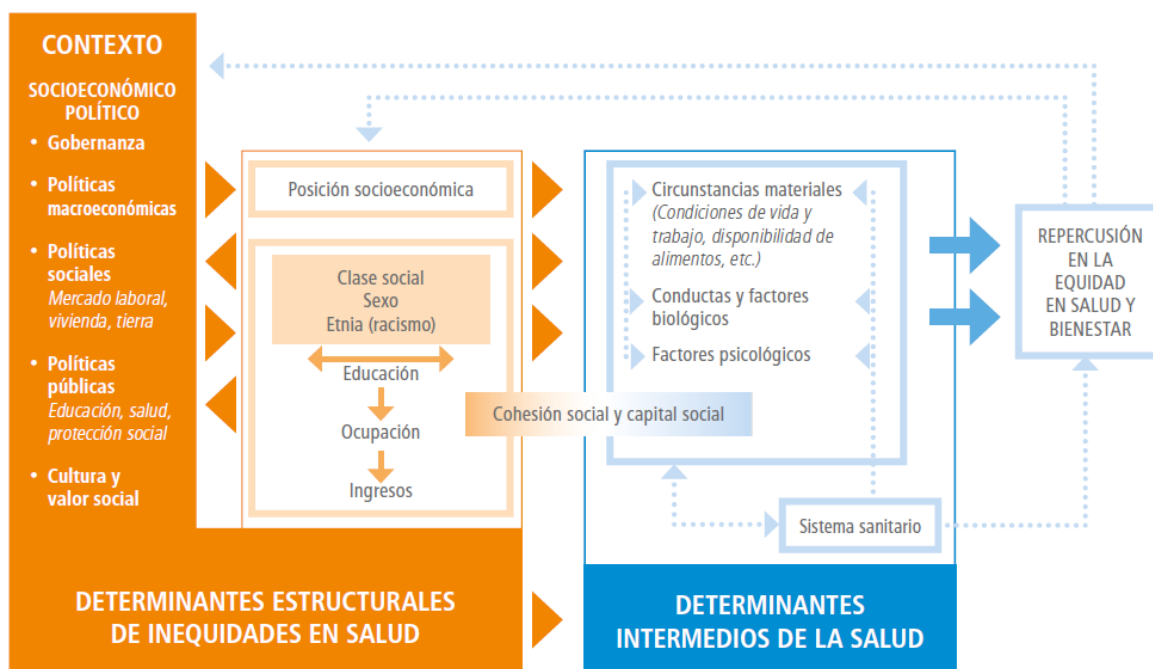 CONTEXTO
SOCIOECONÓMICO
POLÍTICO
• Gobernanza
• Políticas
macroeconómicas
• Políticas
sociales
Mercado laboral,
vivienda, tierra
• Políticas
públicas
Educación, salud,
protección social
• Cultura y
valor social
Posición socioeconómica
Clase social
Sexo
Etnia (racismo)
Educación
Ocupación
Ingresos
Cohesión social y capital social
Circunstancias materiales
(Condiciones de vida y
trabajo, disponibilidad de
alimentos, etc.)
Conductas y factores
biológicos
Factores psicológicos
Sistema sanitario
REPERCUSIÓN
EN LA
EQUIDAD
EN SALUD Y
BIENESTAR
DETERMINANTES ESTRUCTURALES
DE INEQUIDADES EN SALUD
DETERMINANTES
INTERMEDIOS DE LA SALUD